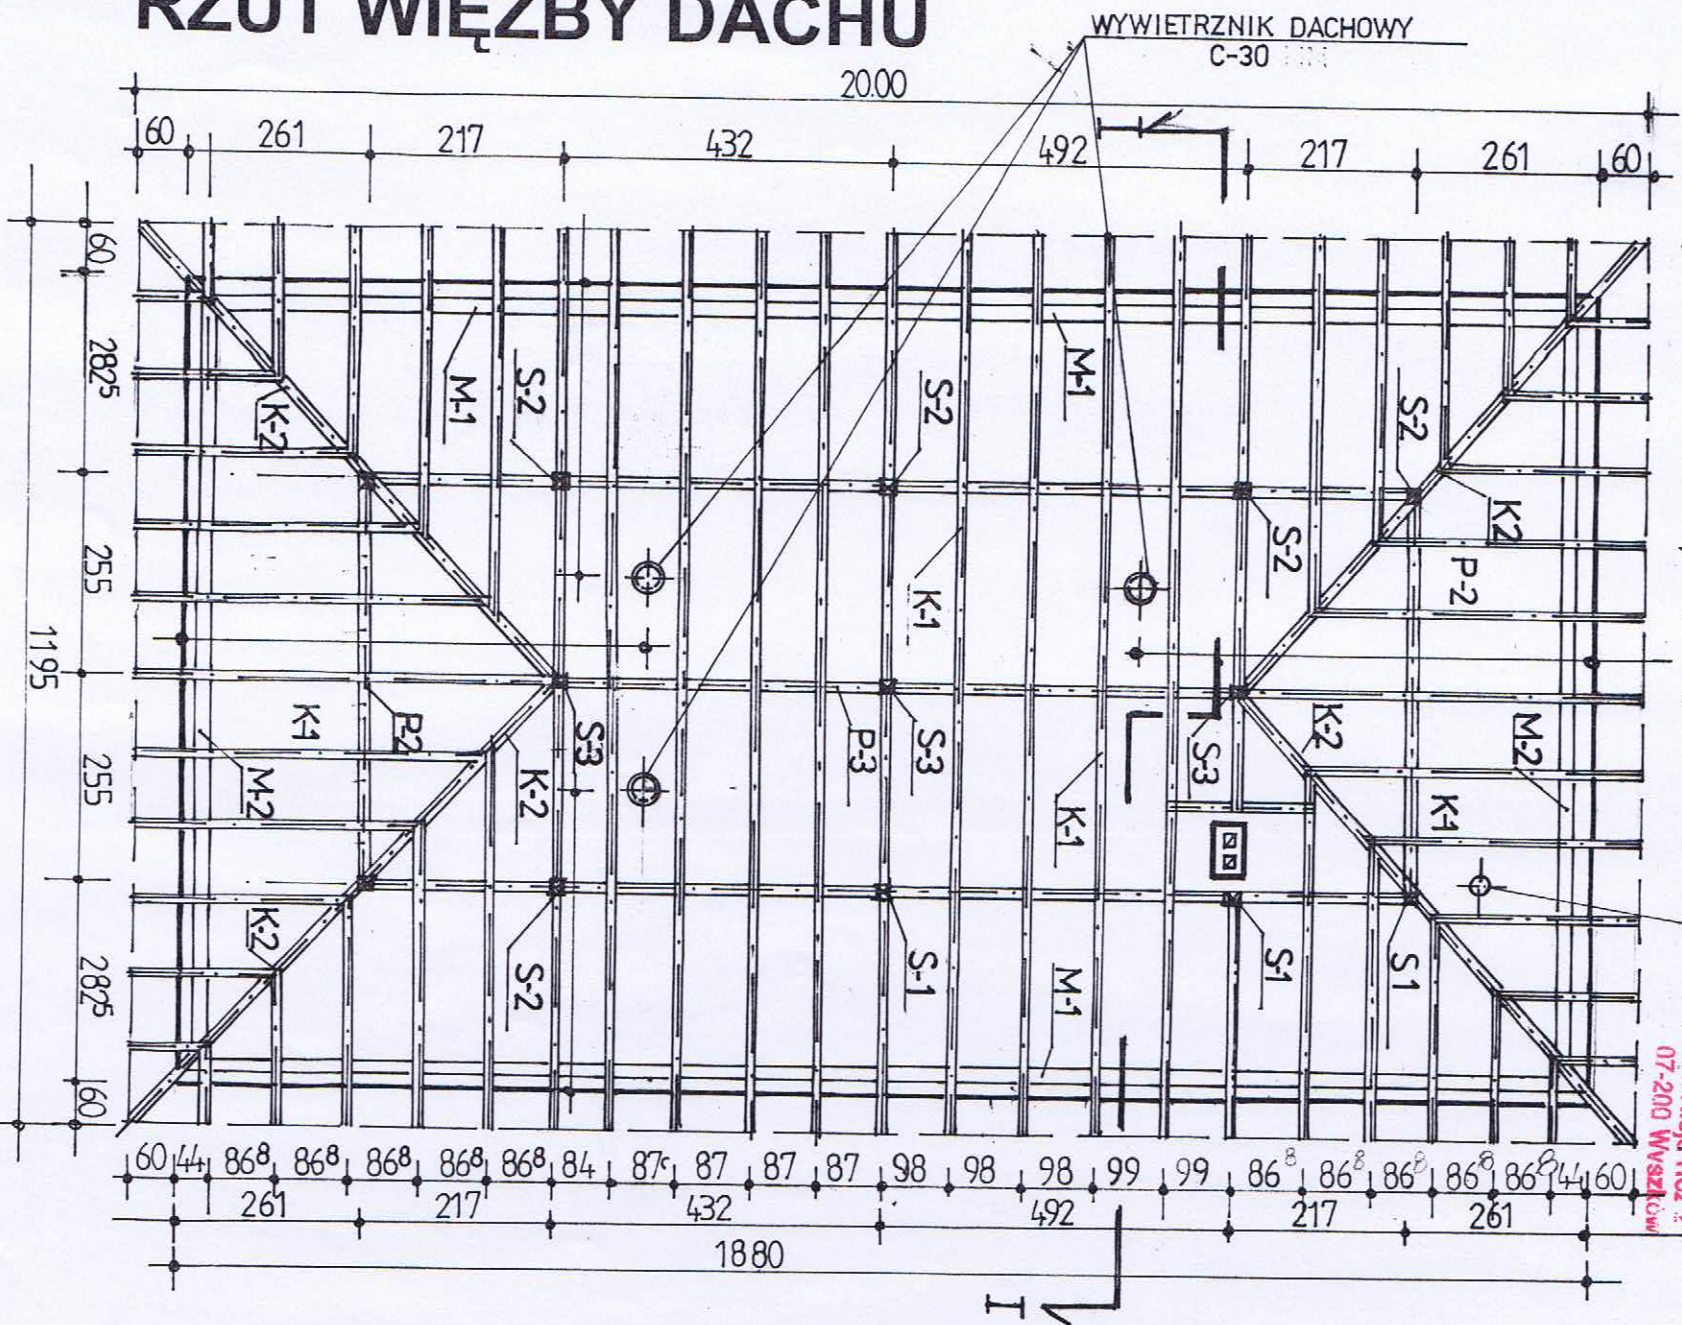 RZUT WIĘŹBY DACHU
WYWIETRZNIK DACHOWY
C-30
20.00
60 261 217 432 492 217 261 60
60
2825
255
255
2825
60
1195
M-1
S-2
S-2
M-1
S-2
K-2
K2
S-2
P-2
K-1
K-1
P-2
S3
P-3
S-3
S-3
K-2
M-2
M-2
K-2
K-1
K-1
K-2
S-2
S-1
M-1
S-1
S1
60 44 86⁸ 86⁸ 86⁸ 86⁸ 86⁸ 84 87 87 87 87 98 98 98 99 99 86⁸ 86⁸ 86⁸ 86⁸ 86⁸ 44 60
261 217 432 492 217 261
1880
I
07-200 Wyszków